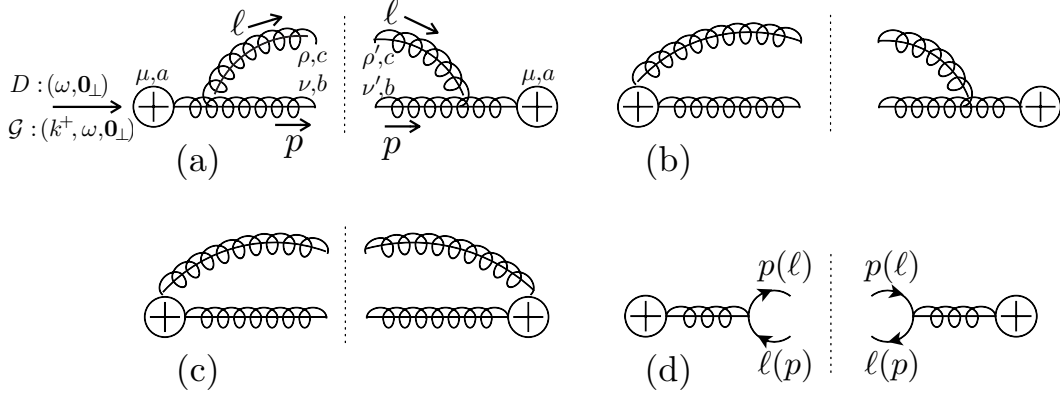 ℓ
ℓ
D : (ω,0⊥)
𝒢 : (k⁺, ω,0⊥)
μ,a
ρ,c
ν,b
ρ′,c
ν′,b
μ,a
p
p
(a)
(b)
(c)
p(ℓ)
p(ℓ)
ℓ(p)
ℓ(p)
(d)